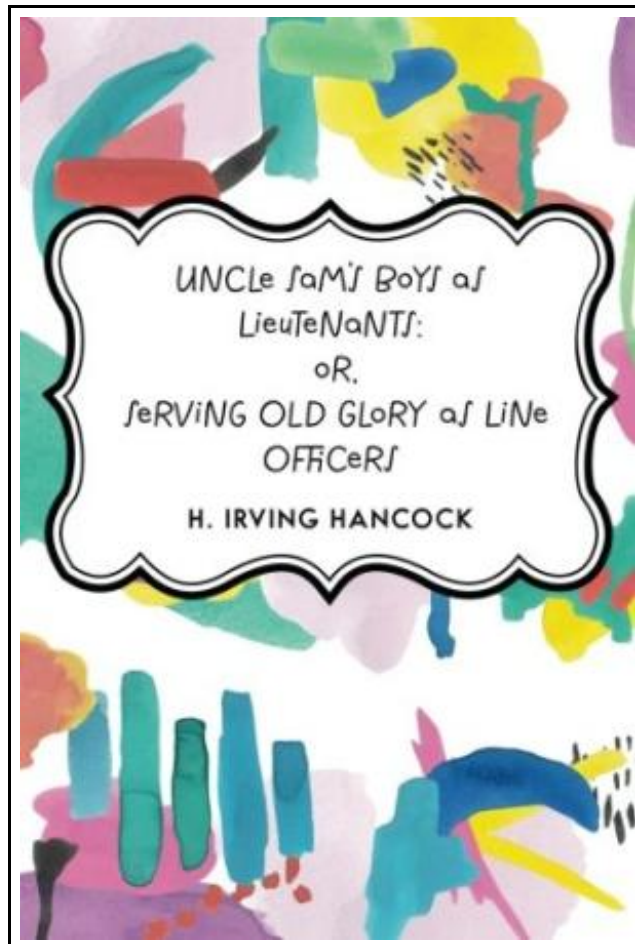 UNCLe SaM'S BoYS aS
LieuTeNaNTS:
oR,
SeRViNG OLD GLoRY aS LiNe
OFFiCeRS
H. IRVING HANCOCK